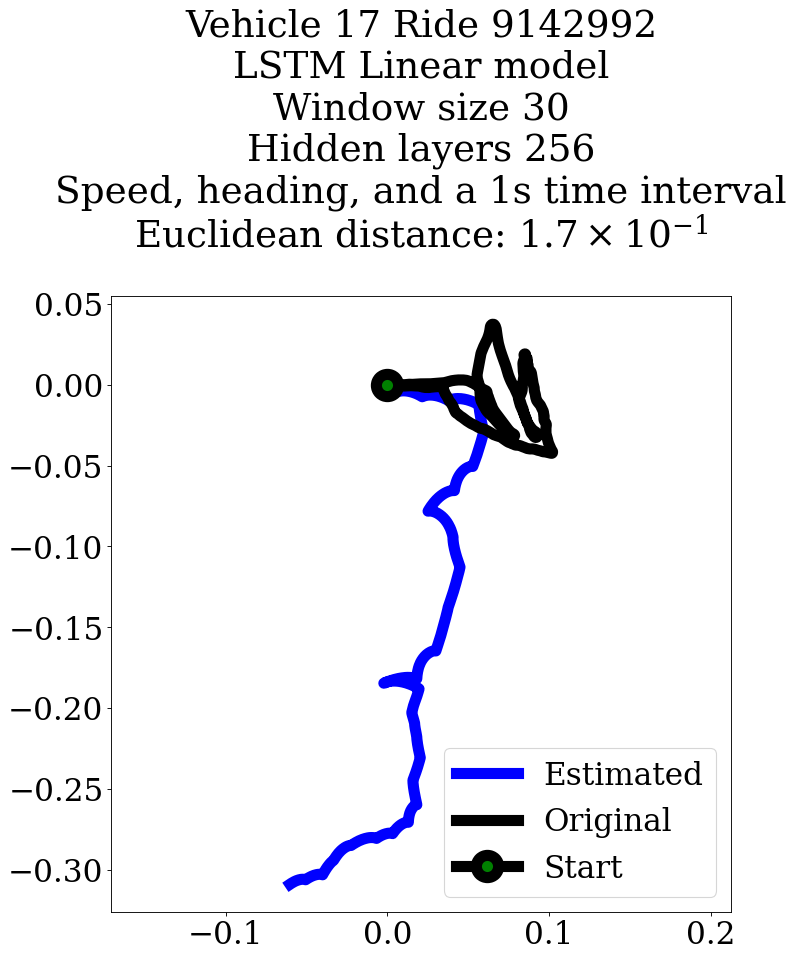 Vehicle 17 Ride 9142992
LSTM Linear model
Window size 30
Hidden layers 256
Speed, heading, and a 1s time interval
Euclidean distance: 1.7 × 10⁻¹
0.05
0.00
−0.05
−0.10
−0.15
−0.20
−0.25
−0.30
Estimated
Original
Start
−0.1
0.0
0.1
0.2